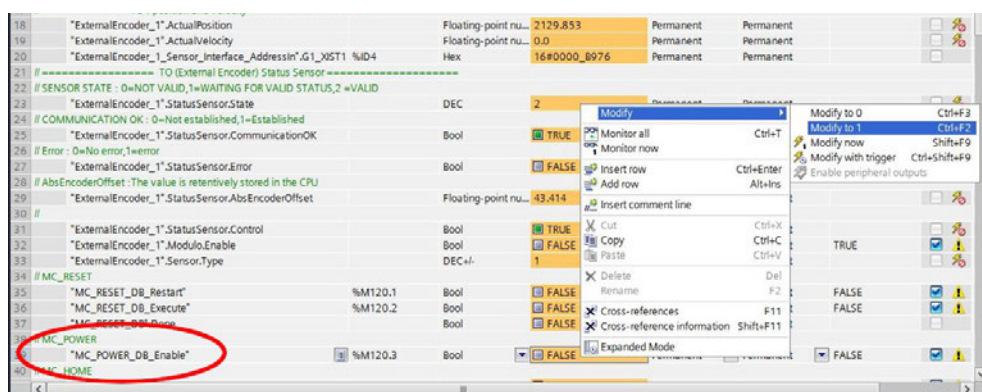 18 "ExternalEncoder_1".ActualPosition Floating-point nu... 2129.853 Permanent Permanent
19 "ExternalEncoder_1".ActualVelocity Floating-point nu... 0.0 Permanent Permanent
20 "ExternalEncoder_1_Sensor_Interface_AddressIn".G1_XIST1 %ID4 Hex 16#0000_B976 Permanent Permanent
21 // ================== TO (External Encoder) Status Sensor =====================
22 // SENSOR STATE : 0=NOT VALID,1=WAITING FOR VALID STATUS,2 =VALID
23 "ExternalEncoder_1".StatusSensor.State DEC 2 Permanent Permanent
24 // COMMUNICATION OK : 0=Not established,1=Established
25 "ExternalEncoder_1".StatusSensor.CommunicationOK Bool TRUE
26 // Error : 0=No error,1=error
27 "ExternalEncoder_1".StatusSensor.Error Bool FALSE
28 // AbsEncoderOffset :The value is retentively stored in the CPU
29 "ExternalEncoder_1".StatusSensor.AbsEncoderOffset Floating-point nu... 43.414
30 //
31 "ExternalEncoder_1".StatusSensor.Control Bool TRUE
32 "ExternalEncoder_1".Modulo.Enable Bool FALSE TRUE
33 "ExternalEncoder_1".Sensor.Type DEC+/- 1
34 // MC_RESET
35 "MC_RESET_DB_Restart" %M120.1 Bool FALSE FALSE
36 "MC_RESET_DB_Execute" %M120.2 Bool FALSE FALSE
37 Bool FALSE
38 // MC_POWER
"MC_POWER_DB_Enable" %M120.3 Bool FALSE Permanent Permanent FALSE
40 // MC_HOME
Modify
Monitor all Ctrl+T
Monitor now
Insert row Ctrl+Enter
Add row Alt+Ins
Insert comment line
Cut Ctrl+X
Copy Ctrl+C
Paste Ctrl+V
Delete Del
Rename F2
Cross-references F11
Cross-reference information Shift+F11
Expanded Mode
Modify to 0 Ctrl+F3
Modify to 1 Ctrl+F2
Modify now Shift+F9
Modify with trigger Ctrl+Shift+F9
Enable peripheral outputs